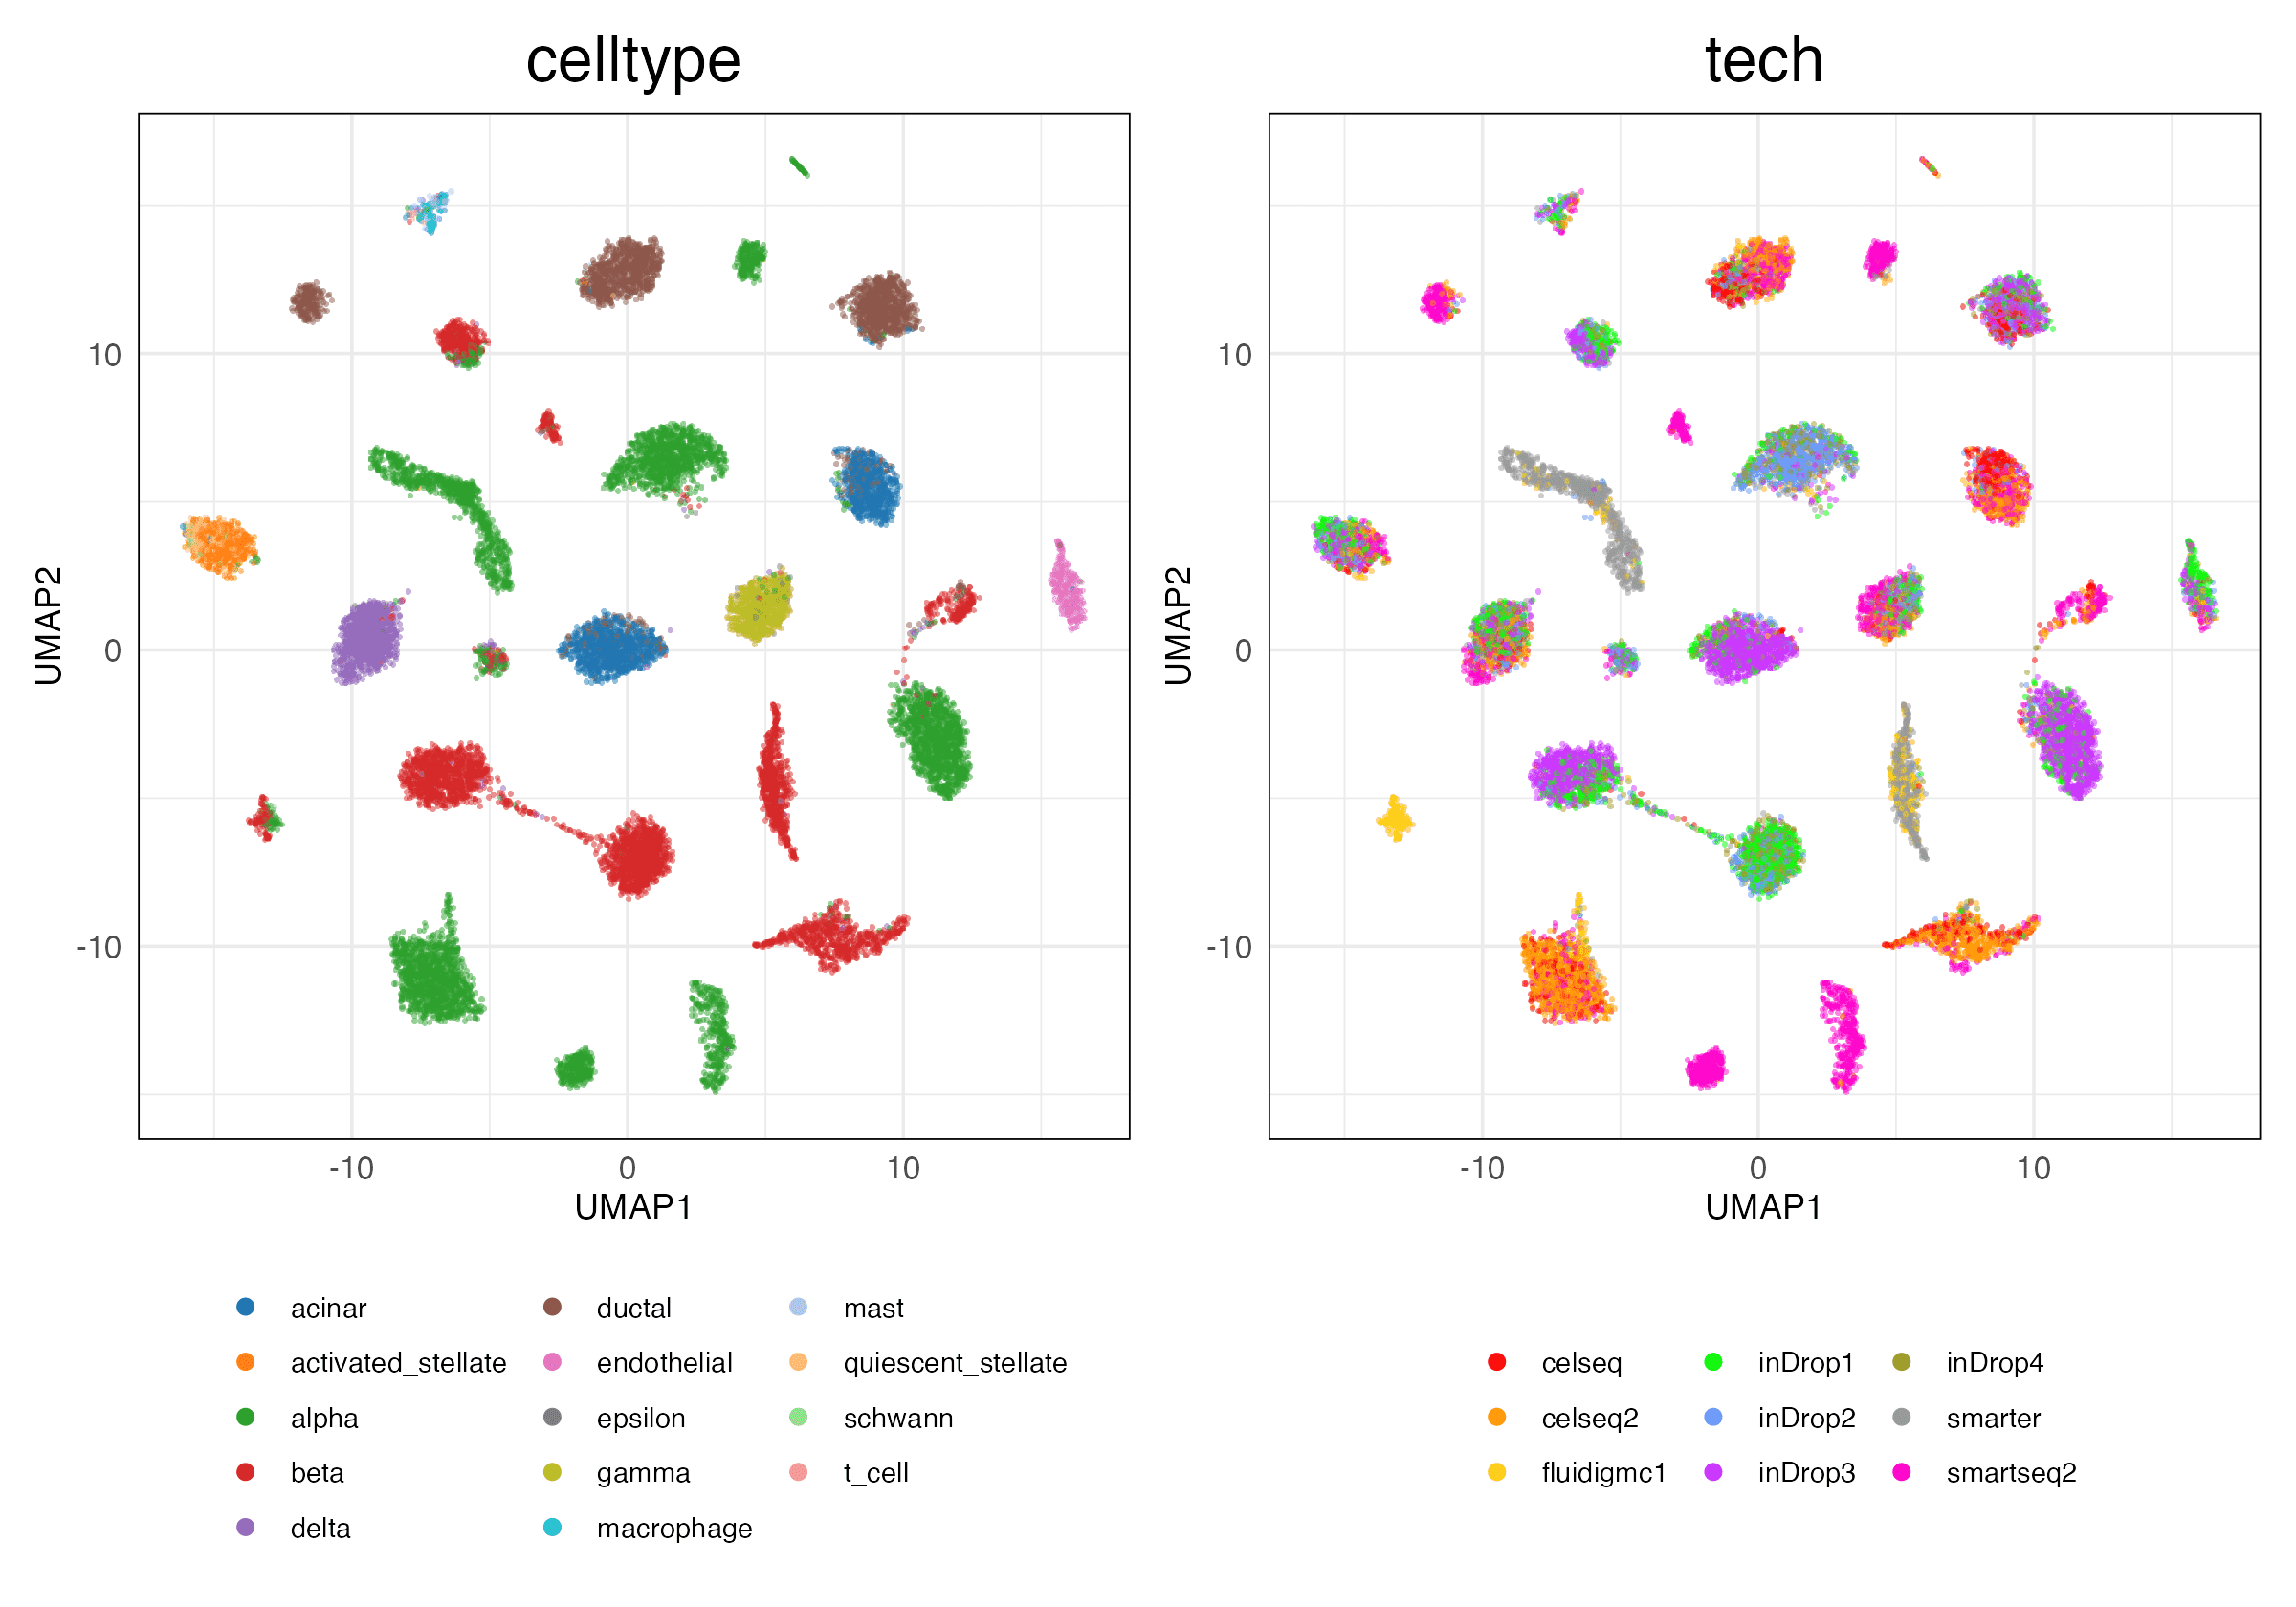 celltype
tech
UMAP2
10
0
-10
-10
0
10
UMAP1
UMAP2
10
0
-10
-10
0
10
UMAP1
acinar
activated_stellate
alpha
beta
delta
ductal
endothelial
epsilon
gamma
macrophage
mast
quiescent_stellate
schwann
t_cell
celseq
celseq2
fluidigmc1
inDrop1
inDrop2
inDrop3
inDrop4
smarter
smartseq2